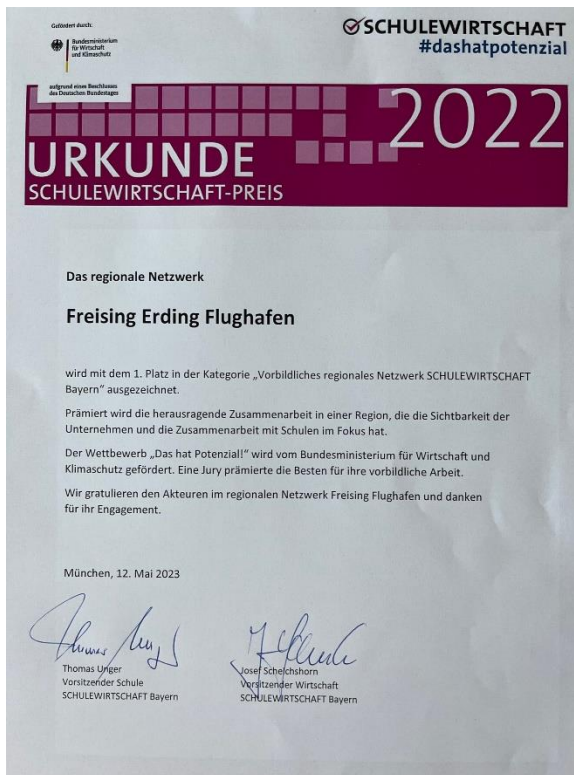 Gefördert durch:
Bundesministerium
für Wirtschaft
und Klimaschutz
aufgrund eines Beschlusses
des Deutschen Bundestages
SCHULEWIRTSCHAFT
#dashatpotenzial
2022
URKUNDE
SCHULEWIRTSCHAFT-PREIS
Das regionale Netzwerk
Freising Erding Flughafen
wird mit dem 1. Platz in der Kategorie „Vorbildliches regionales Netzwerk SCHULEWIRTSCHAFT
Bayern“ ausgezeichnet.
Prämiert wird die herausragende Zusammenarbeit in einer Region, die die Sichtbarkeit der
Unternehmen und die Zusammenarbeit mit Schulen im Fokus hat.
Der Wettbewerb „Das hat Potenzial!“ wird vom Bundesministerium für Wirtschaft und
Klimaschutz gefördert. Eine Jury prämierte die Besten für ihre vorbildliche Arbeit.
Wir gratulieren den Akteuren im regionalen Netzwerk Freising Flughafen und danken
für ihr Engagement.
München, 12. Mai 2023
Thomas Unger
Vorsitzender Schule
SCHULEWIRTSCHAFT Bayern
Josef Schelchshorn
Vorsitzender Wirtschaft
SCHULEWIRTSCHAFT Bayern